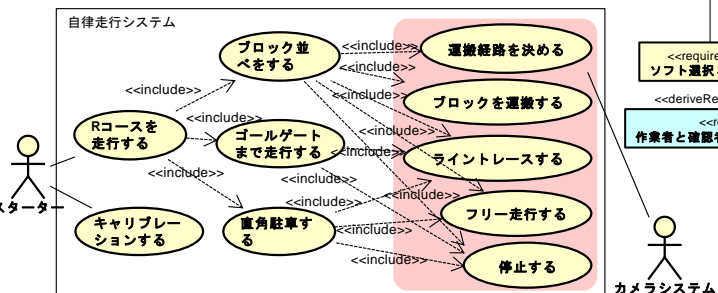 自律走行システム
<<include>>
ブロック並
べをする
運搬経路を決める
<<include>>
<<include>>
ブロックを運搬する
Rコースを
走行する
<<include>>
ゴールゲート
まで走行する
<<include>>
ライントレースする
<<include>>
<<include>>
<<include>>
スターター
キャリブレー
ションする
直角駐車す
る
<<include>>
フリー走行する
<<include>>
<<include>>
停止する
カメラシステム
ソフト選択
<<deriveRe
作業者と確認者